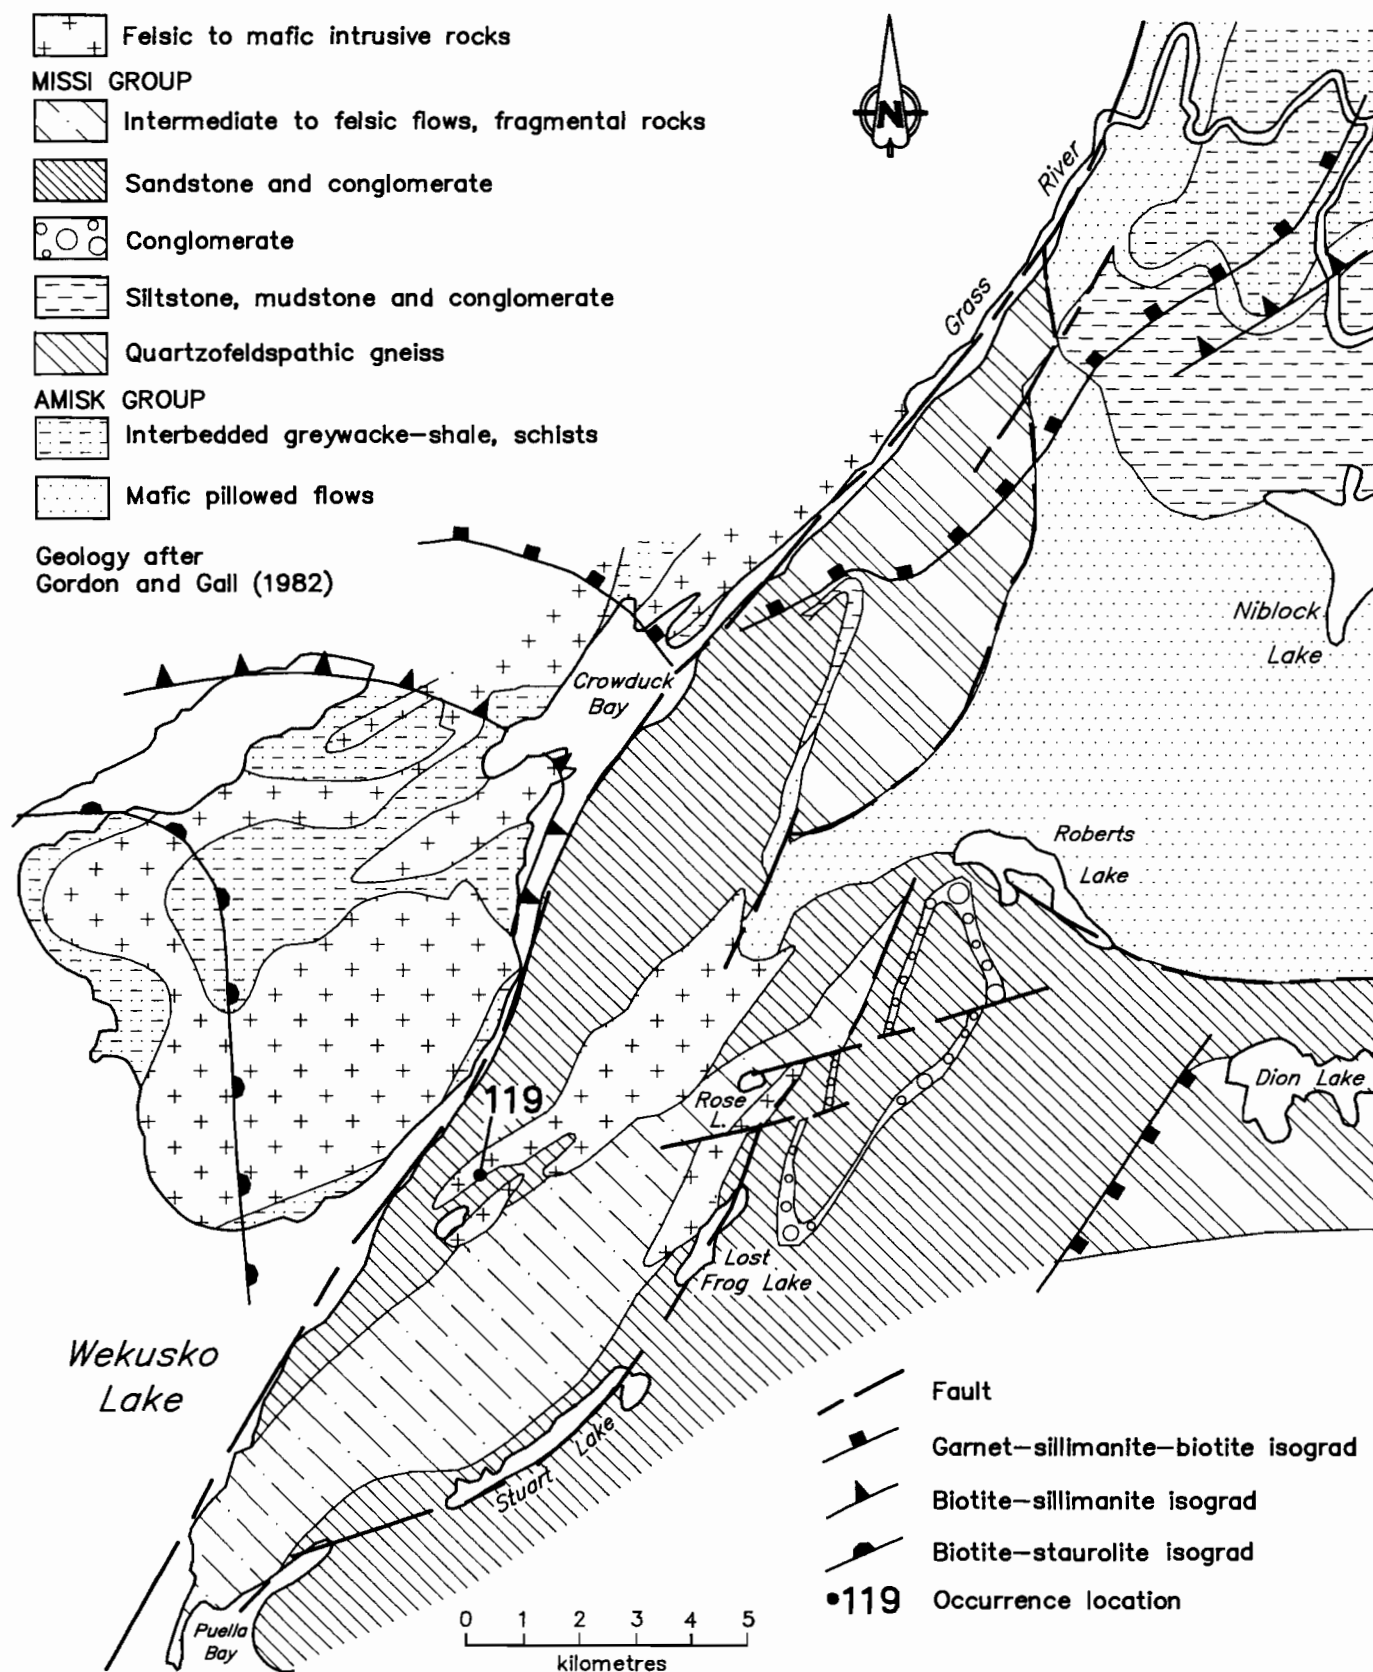 Felsic to mafic intrusive rocks
MISSI GROUP
Intermediate to felsic flows, fragmental rocks
Sandstone and conglomerate
Conglomerate
Siltstone, mudstone and conglomerate
Quartzofeldspathic gneiss
AMISK GROUP
Interbedded greywacke-shale, schists
Mafic pillowed flows
Geology after
Gordon and Gall (1982)
N
Grass River
Niblock
Lake
Crowduck
Bay
Roberts
Lake
119
Rose
L.
Dion Lake
Lost
Frog Lake
Wekusko
Lake
Stuart Lake
Puella
Bay
Fault
Garnet-sillimanite-biotite isograd
Biotite-sillimanite isograd
Biotite-staurolite isograd
•119 Occurrence location
0 1 2 3 4 5
kilometres